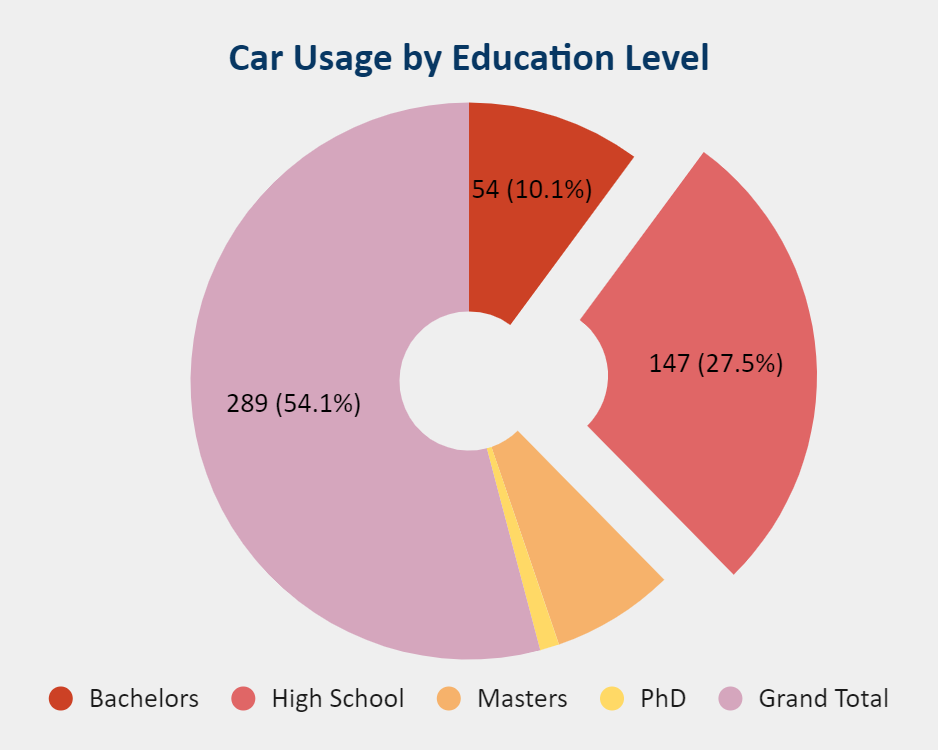 Car Usage by Education Level
54 (10.1%)
147 (27.5%)
289 (54.1%)
Bachelors High School Masters PhD Grand Total